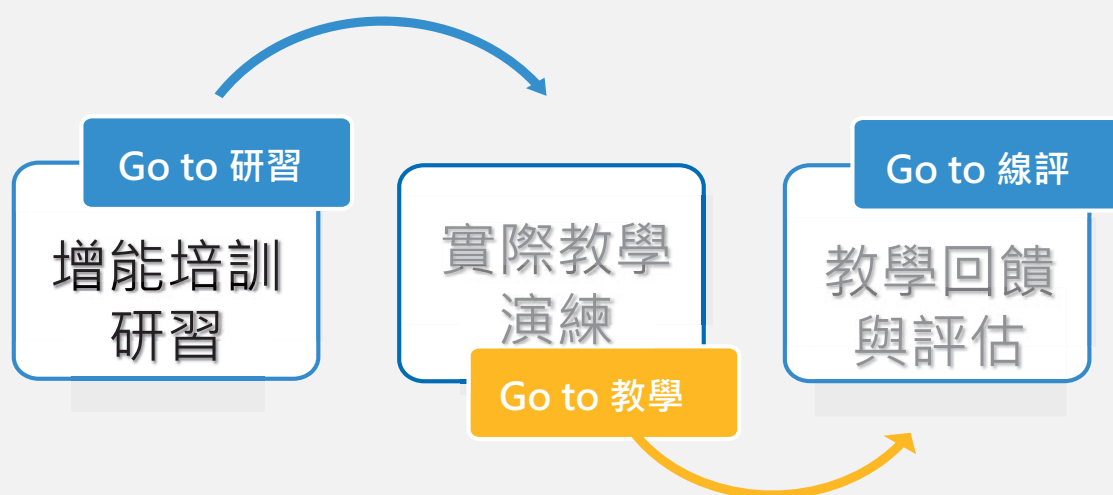 Go to 研習
增能培訓
研習
實際教學
演練
Go to 教學
Go to 線評
教學回饋
與評估